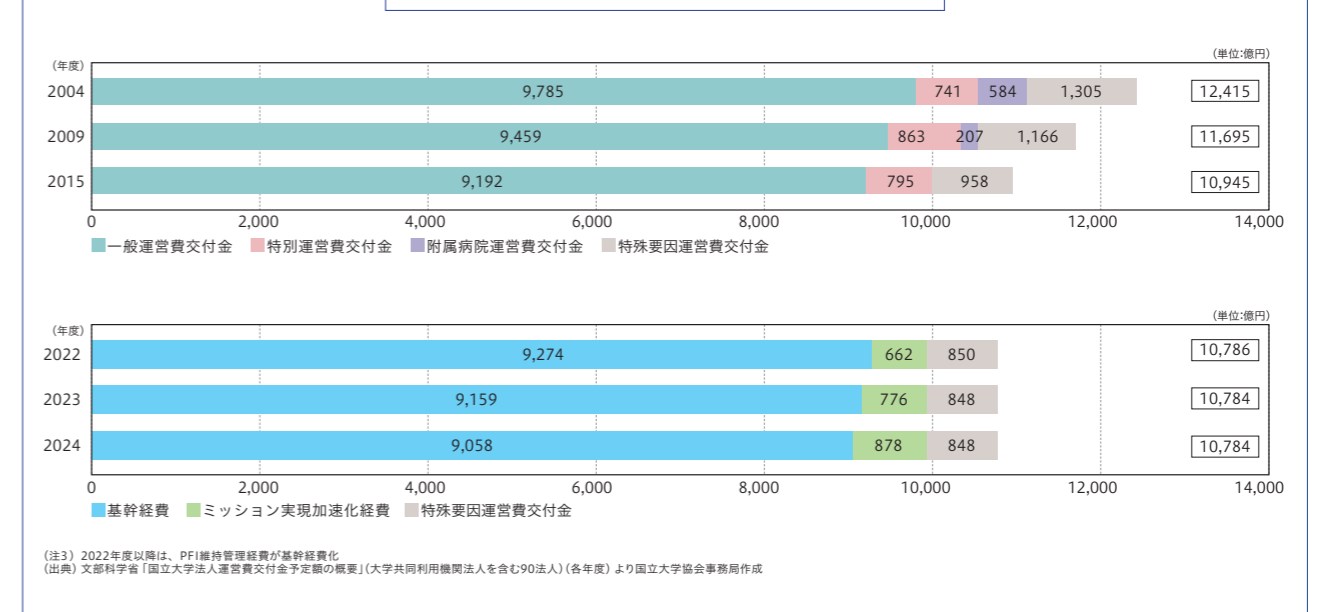 (単位:億円)
(年度)
2004 9,785 741 584 1,305 12,415
2009 9,459 863 207 1,166 11,695
2015 9,192 795 958 10,945
0 2,000 4,000 6,000 8,000 10,000 12,000 14,000
一般運営費交付金 特別運営費交付金 附属病院運営費交付金 特殊要因運営費交付金
(単位:億円)
(年度)
2022 9,274 662 850 10,786
2023 9,159 776 848 10,784
2024 9,058 878 848 10,784
0 2,000 4,000 6,000 8,000 10,000 12,000 14,000
基幹経費 ミッション実現加速化経費 特殊要因運営費交付金
(注3) 2022年度以降は、PFI維持管理経費が基幹経費化
(出典) 文部科学省「国立大学法人運営費交付金予定額の概要」(大学共同利用機関法人を含む90法人)(各年度) より国立大学協会事務局作成